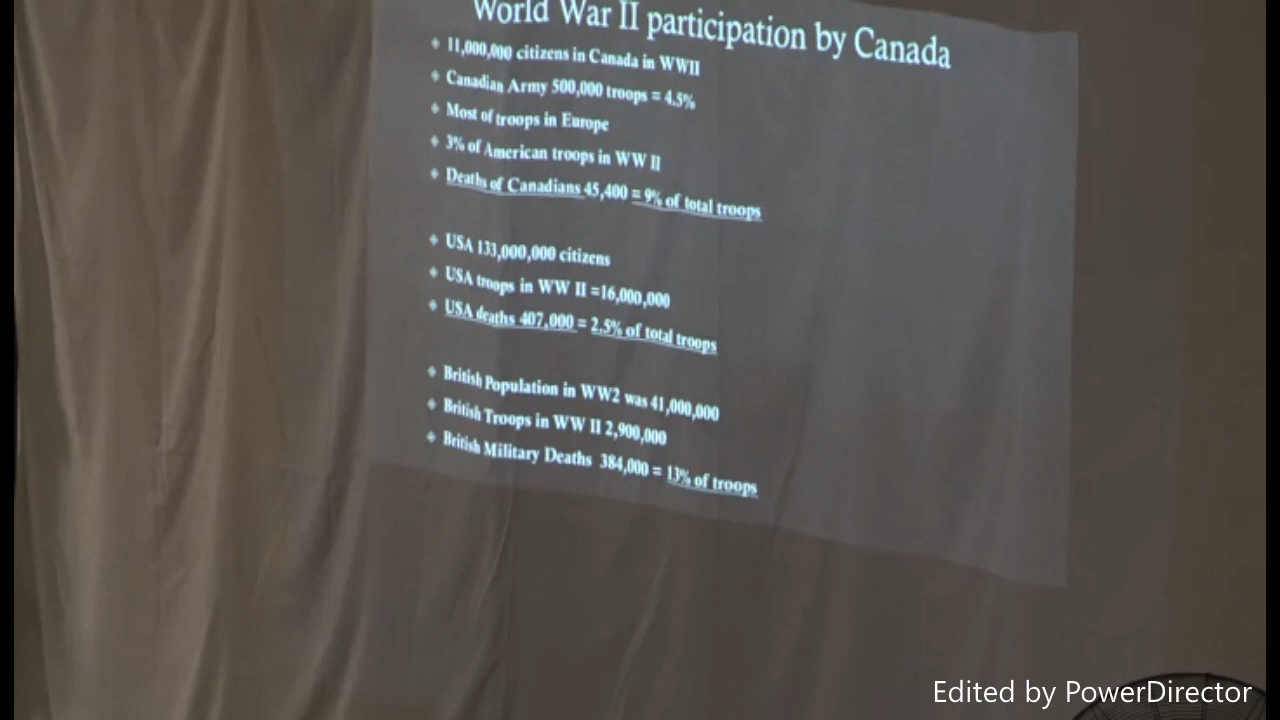 World War II participation by Canada
11,000,000 citizens in Canada in WWII
Canadian Army 500,000 troops = 4.5%
Most of troops in Europe
3% of American troops in WW II
Deaths of Canadians 45,400 = 9% of total troops
USA 133,000,000 citizens
USA troops in WW II =16,000,000
USA deaths 407,000 = 2.5% of total troops
British Population in WW2 was 41,000,000
British Troops in WW II 2,900,000
British Military Deaths 384,000 = 13% of troops
Edited by PowerDirector